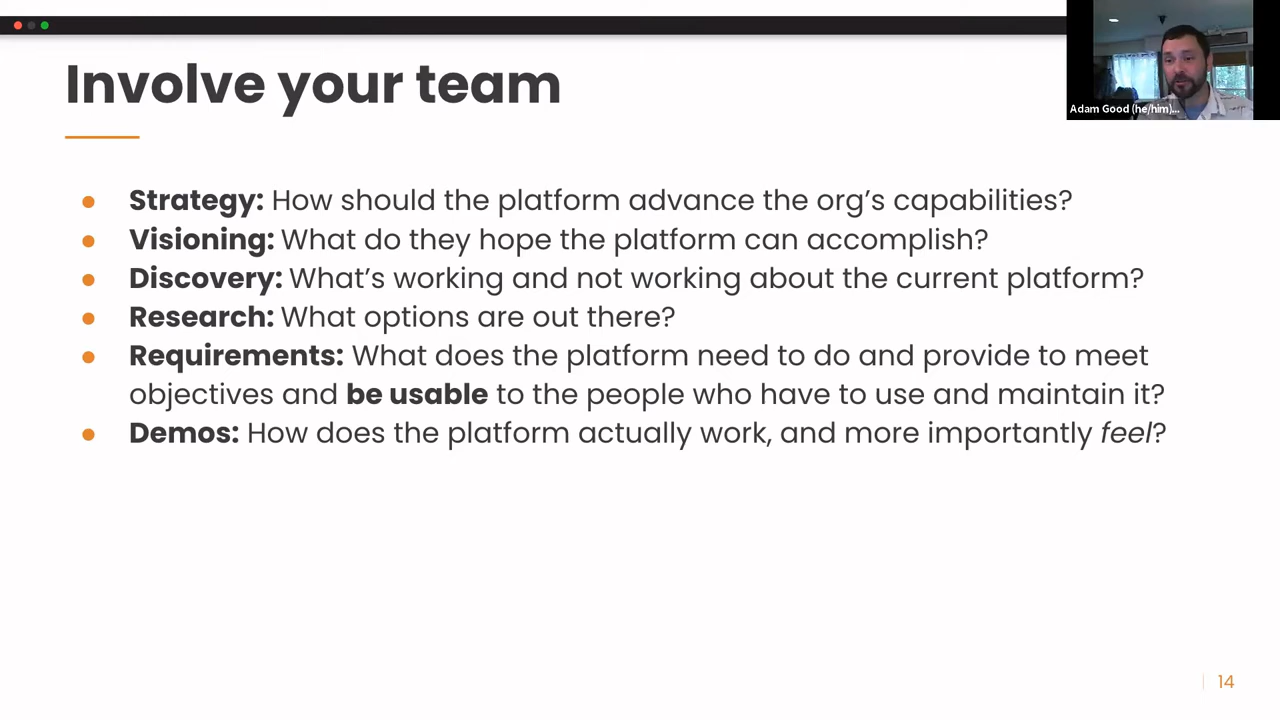 Involve your team
Adam Good (he/him)...
● Strategy: How should the platform advance the org’s capabilities?
● Visioning: What do they hope the platform can accomplish?
● Discovery: What’s working and not working about the current platform?
● Research: What options are out there?
● Requirements: What does the platform need to do and provide to meet
objectives and be usable to the people who have to use and maintain it?
● Demos: How does the platform actually work, and more importantly feel?
14